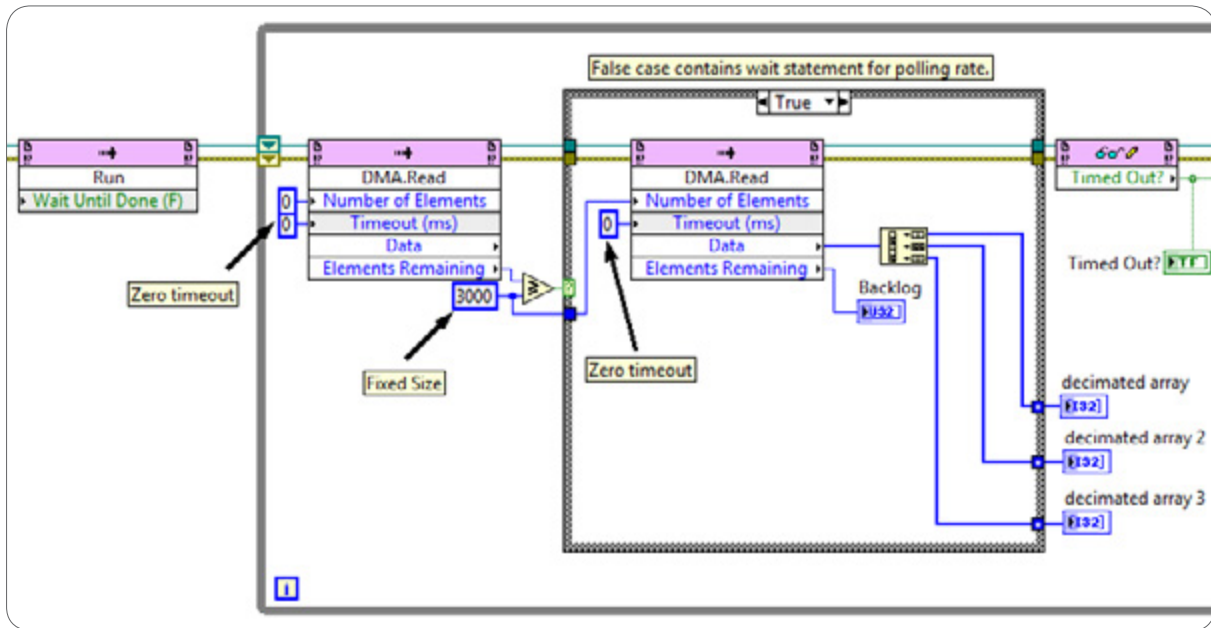 False case contains wait statement for polling rate.
True
Run
Wait Until Done (F)
DMA.Read
Number of Elements
Timeout (ms)
Data
Elements Remaining
0
0
Zero timeout
3000
Fixed Size
DMA.Read
Number of Elements
Timeout (ms)
Data
Elements Remaining
0
Zero timeout
Backlog
I32
Timed Out?
Timed Out?
TF
decimated array
I32
decimated array 2
I32
decimated array 3
I32
i